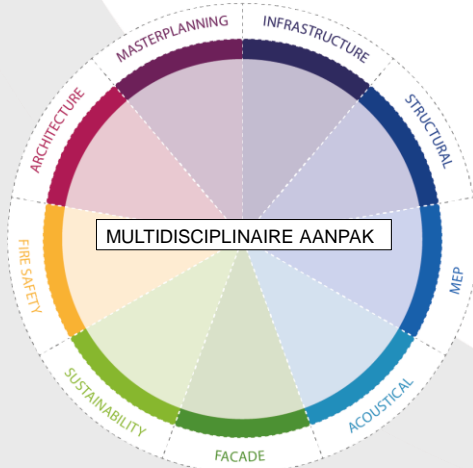 MASTERPLANNING
INFRASTRUCTURE
STRUCTURAL
MEP
ACOUSTICAL
FACADE
SUSTAINABILITY
FIRE SAFETY
ARCHITECTURE
MULTIDISCIPLINAIRE AANPAK